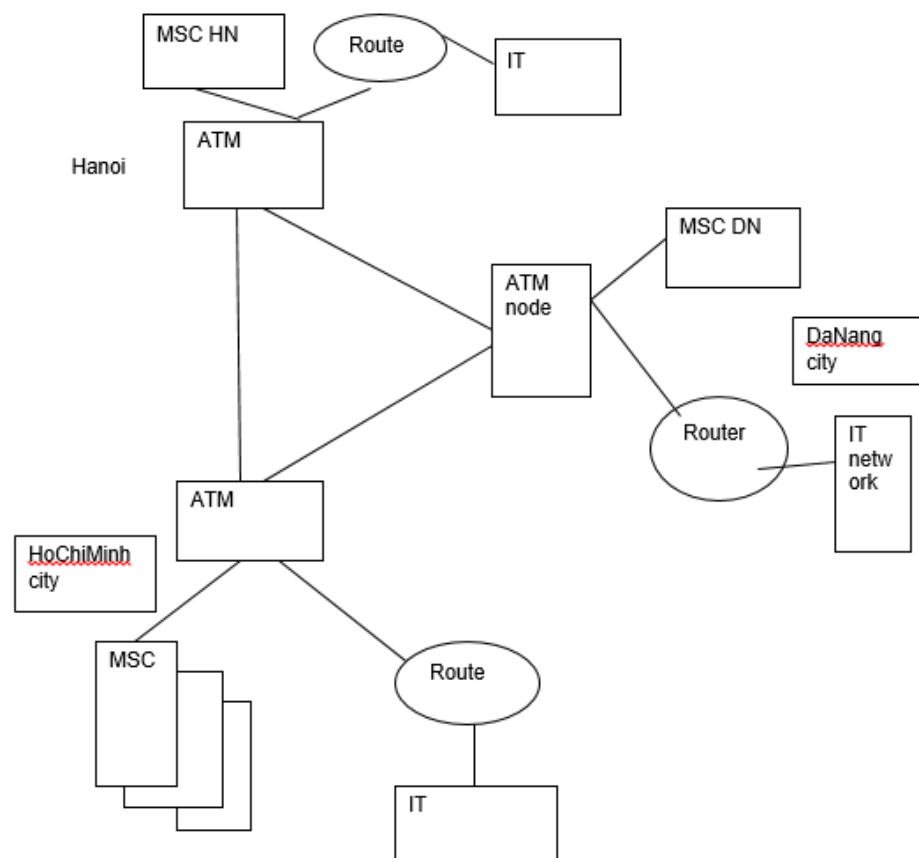 MSC HN
Route
IT
ATM
Hanoi
MSC DN
ATM
node
DaNang
city
Router
IT
netw
ork
ATM
HoChiMinh
city
MSC
Route
IT